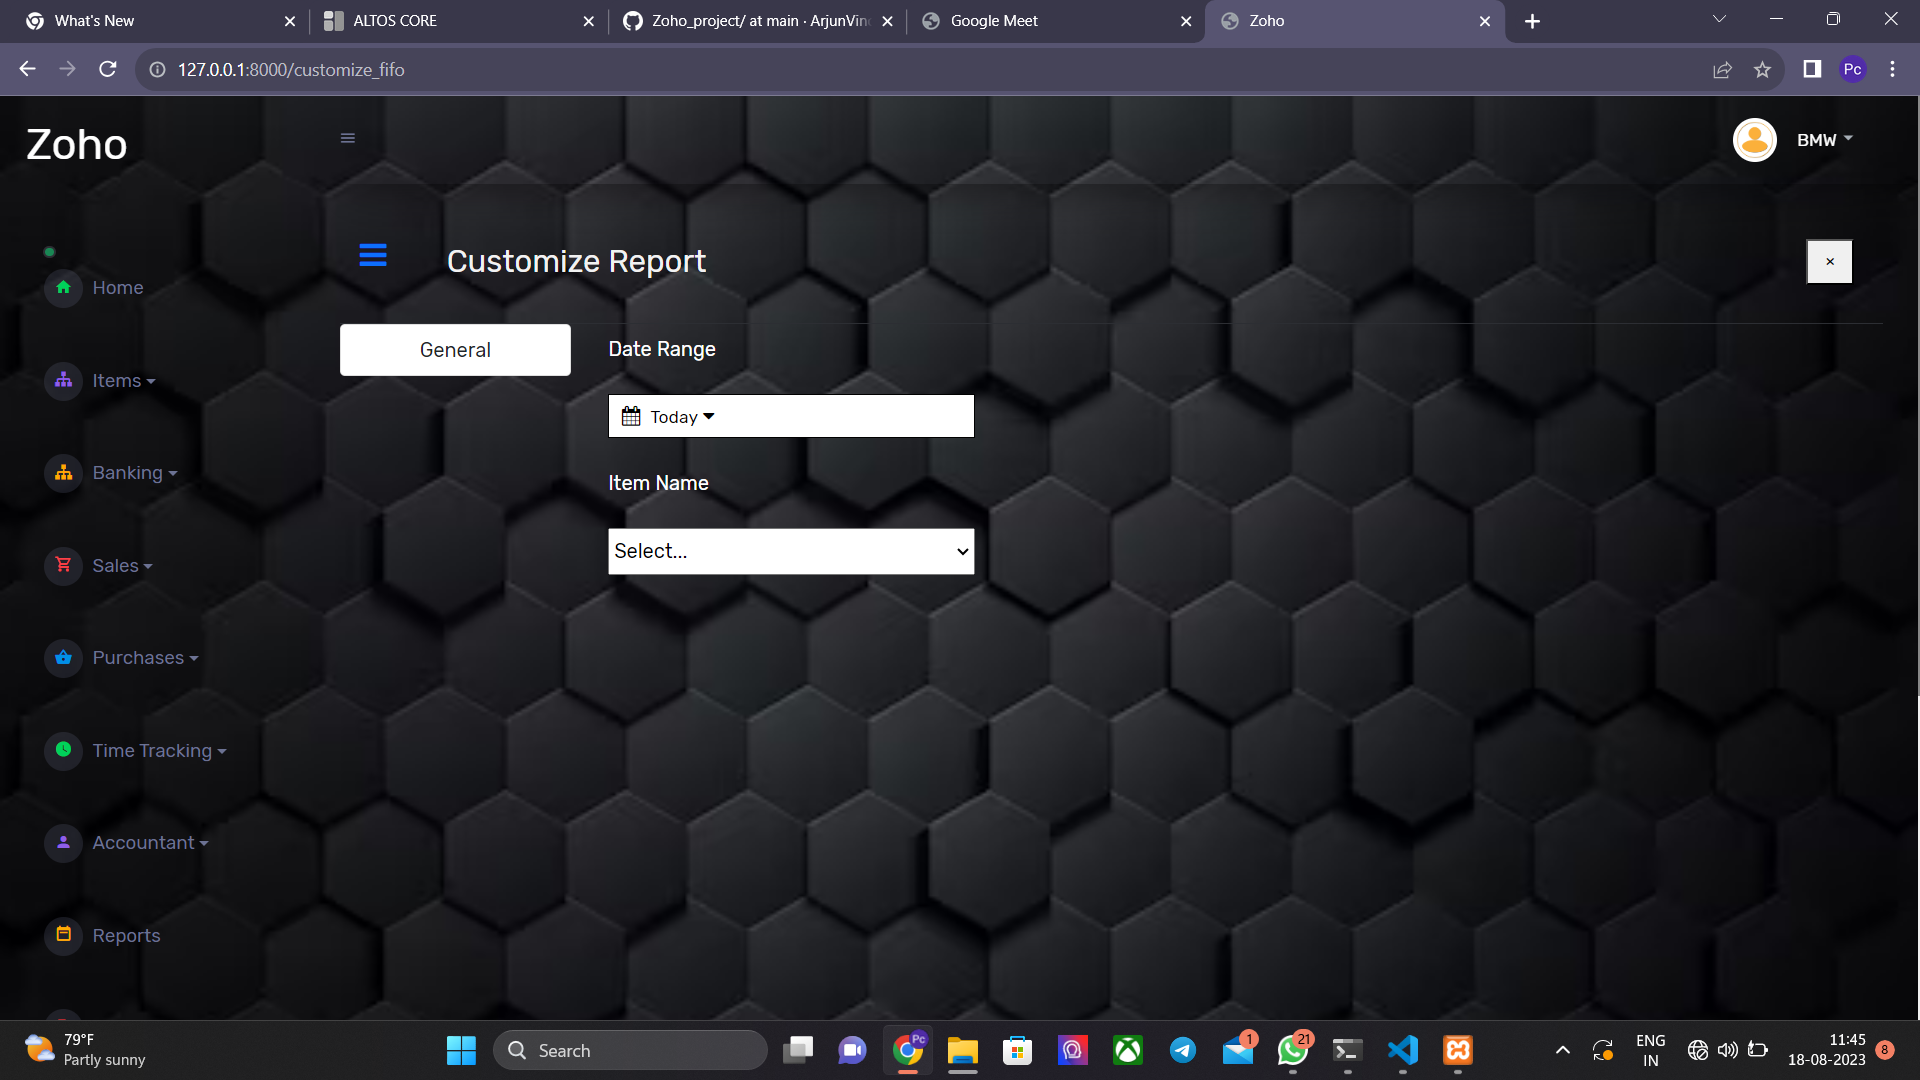 What's New
ALTOS CORE
Zoho_project/ at main · ArjunVin
Google Meet
Zoho
127.0.0.1:8000/customize_fifo
Pc
Zoho
BMW
Customize Report
×
General
Date Range
Today
Item Name
Select...
Home
Items
Banking
Sales
Purchases
Time Tracking
Accountant
Reports
79°F
Partly sunny
Search
Pc
1
21
ENG
IN
11:45
18-08-2023
8